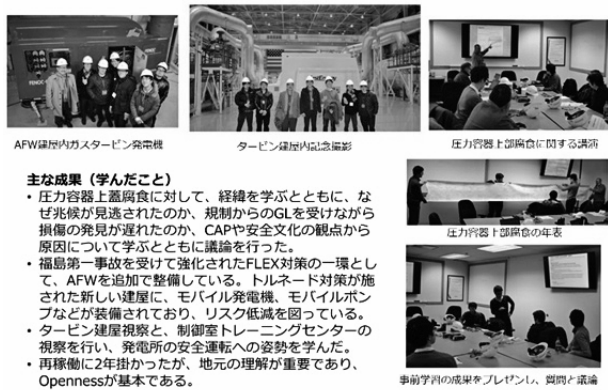 FENOC
AFW建屋内ガスタービン発電機
タービン建屋内記念撮影
圧力容器上部腐食に関する講演
主な成果（学んだこと）
• 圧力容器上蓋腐食に対して、経緯を学ぶとともに、な
ぜ兆候が見逃されたのか、規制からのGLを受けながら
損傷の発見が遅れたのか、CAPや安全文化の観点から
原因について学ぶとともに議論を行った。
• 福島第一事故を受けて強化されたFLEX対策の一環とし
て、AFWを追加で整備している。トルネード対策が施
された新しい建屋に、モバイル発電機、モバイルポン
プなどが装備されており、リスク低減を図っている。
• タービン建屋視察と、制御室トレーニングセンターの
視察を行い、発電所の安全運転への姿勢を学んだ。
• 再稼働に2年掛かったが、地元の理解が重要であり、
Opennessが基本である。
圧力容器上部腐食の年表
事前学習の成果をプレゼンし、質問と議論